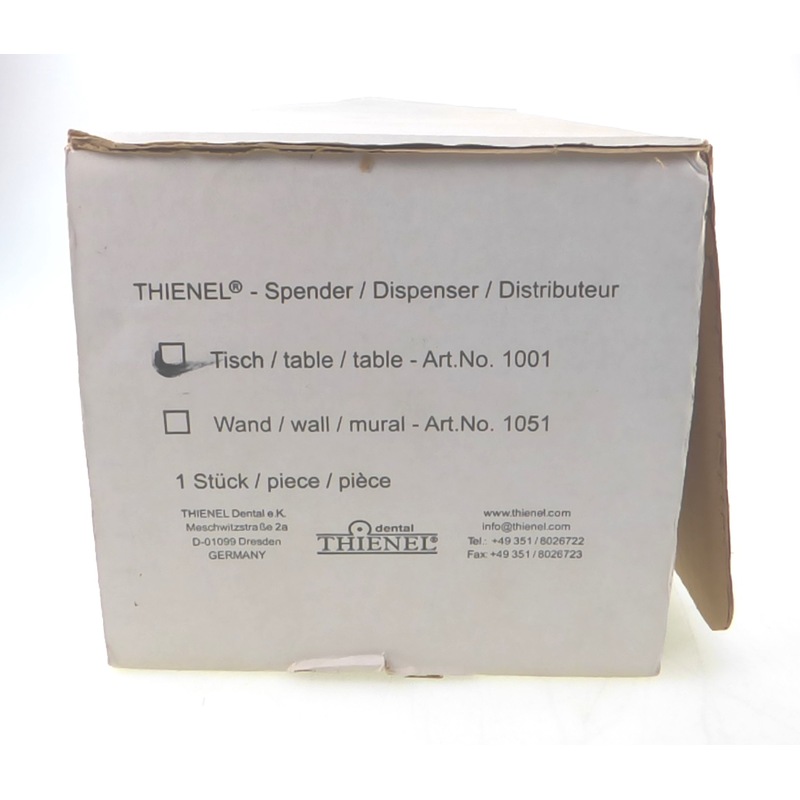 THIENEL® - Spender / Dispenser / Distributeur
Tisch / table / table - Art.No. 1001
Wand / wall / mural - Art.No. 1051
1 Stück / piece / pièce
THIENEL Dental e.K.
Meschwitzstraße 2a
D-01099 Dresden
GERMANY
dental
THIENEL®
www.thienel.com
info@thienel.com
Tel.: +49 351 / 8026722
Fax: +49 351 / 8026723